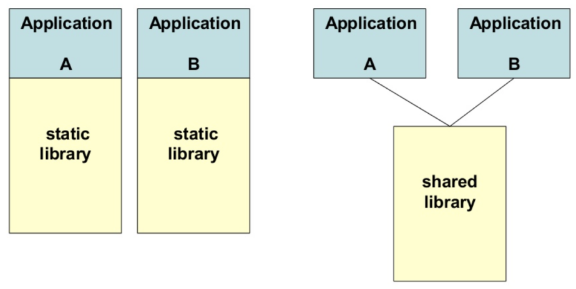 Application
A
static
library
Application
B
static
library
Application
A
Application
B
shared
library